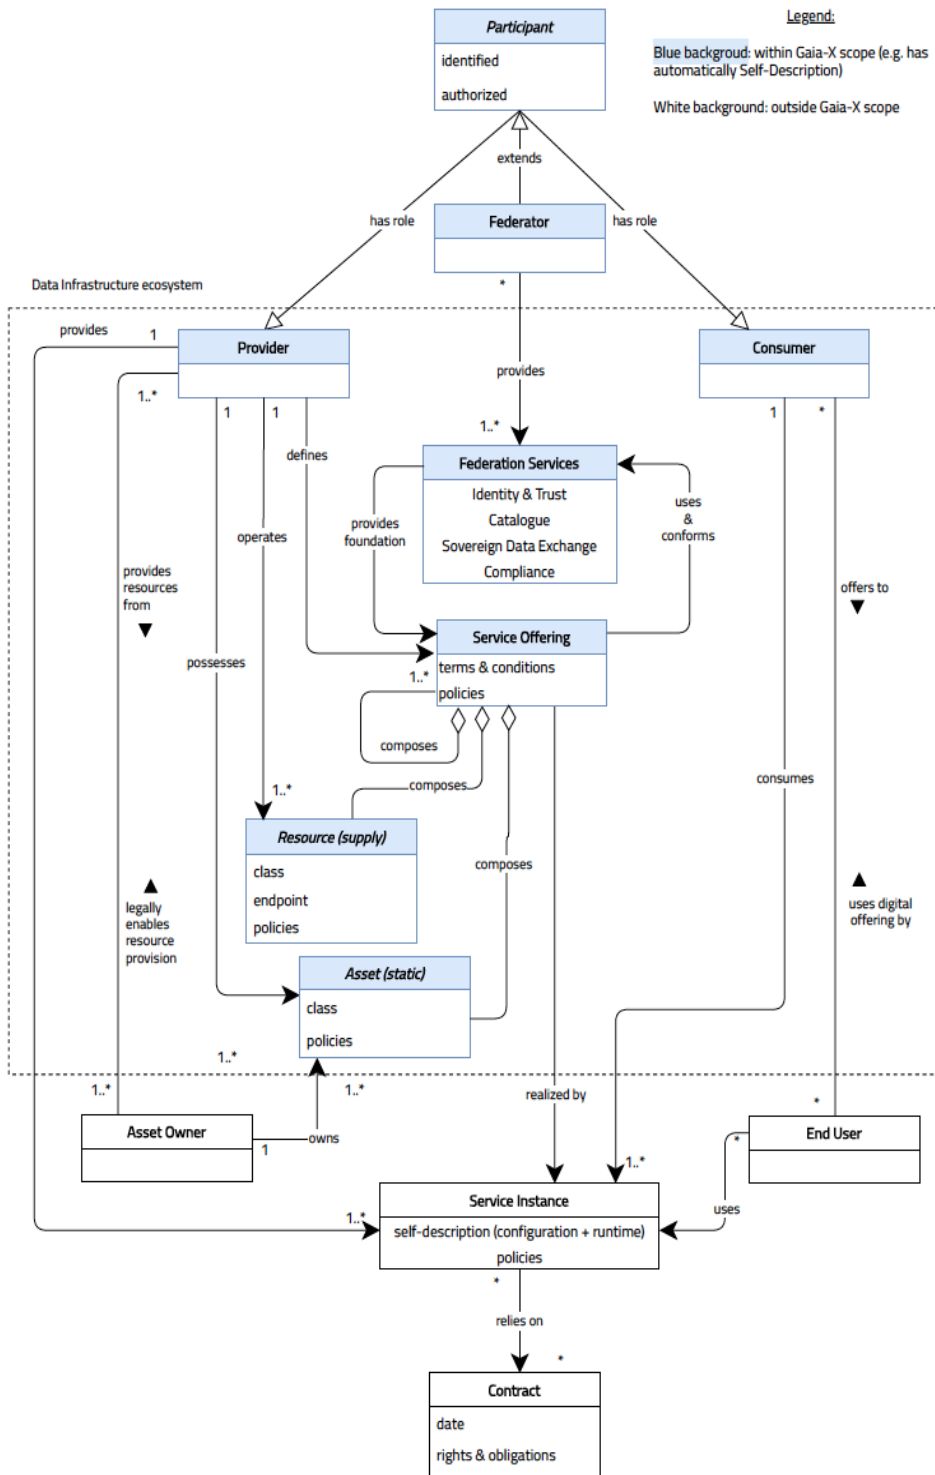 Participant
identified
authorized
Legend:
Blue backgroud: within Gaia-X scope (e.g. has
automatically Self-Description)
White background: outside Gaia-X scope
extends
has role
Federator
has role
*
Data Infrastructure ecosystem
provides
1
Provider
1..*
1
1
defines
provides
1..*
Consumer
1
*
Federation Services
Identity & Trust
Catalogue
Sovereign Data Exchange
Compliance
operates
provides
foundation
uses
&
conforms
provides
resources
from
offers to
possesses
Service Offering
terms & conditions
policies
1..*
composes
composes
consumes
1..*
Resource (supply)
class
endpoint
policies
composes
legally
enables
resource
provision
uses digital
offering by
Asset (static)
class
policies
1..*
1..*
1..*
realized by
*
Asset Owner
1
owns
End User
*
1..*
Service Instance
self-description (configuration + runtime)
policies
1..*
uses
*
relies on
*
Contract
date
rights & obligations